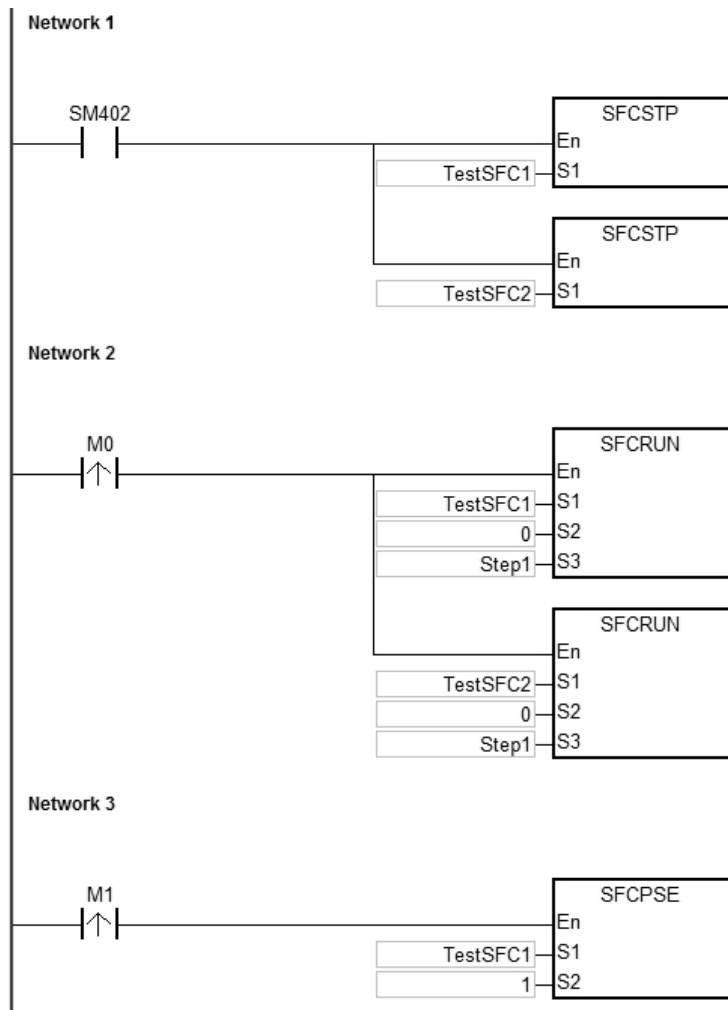 Network 1
SM402
SFCSTP
En
TestSFC1 S1
SFCSTP
En
TestSFC2 S1
Network 2
M0
SFCRUN
En
TestSFC1 S1
0 S2
Step1 S3
SFCRUN
En
TestSFC2 S1
0 S2
Step1 S3
Network 3
M1
SFCPSE
En
TestSFC1 S1
1 S2